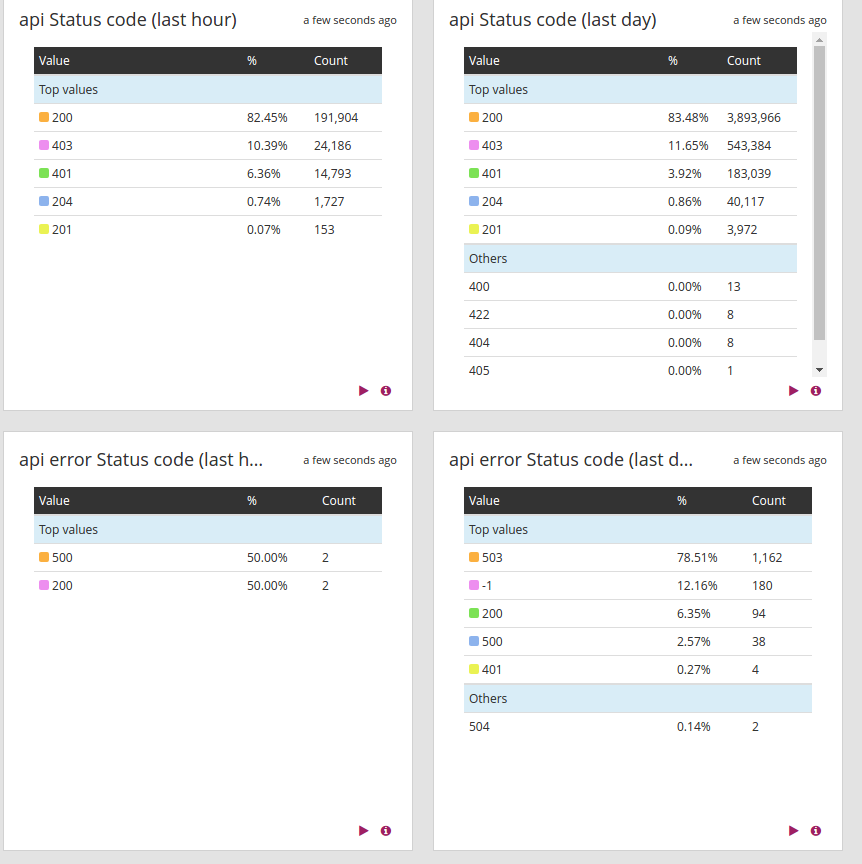 api Status code (last hour) a few seconds ago
Value % Count
Top values
200 82.45% 191,904
403 10.39% 24,186
401 6.36% 14,793
204 0.74% 1,727
201 0.07% 153
api Status code (last day) a few seconds ago
Value % Count
Top values
200 83.48% 3,893,966
403 11.65% 543,384
401 3.92% 183,039
204 0.86% 40,117
201 0.09% 3,972
Others
400 0.00% 13
422 0.00% 8
404 0.00% 8
405 0.00% 1
api error Status code (last h... a few seconds ago
Value % Count
Top values
500 50.00% 2
200 50.00% 2
api error Status code (last d... a few seconds ago
Value % Count
Top values
503 78.51% 1,162
-1 12.16% 180
200 6.35% 94
500 2.57% 38
401 0.27% 4
Others
504 0.14% 2